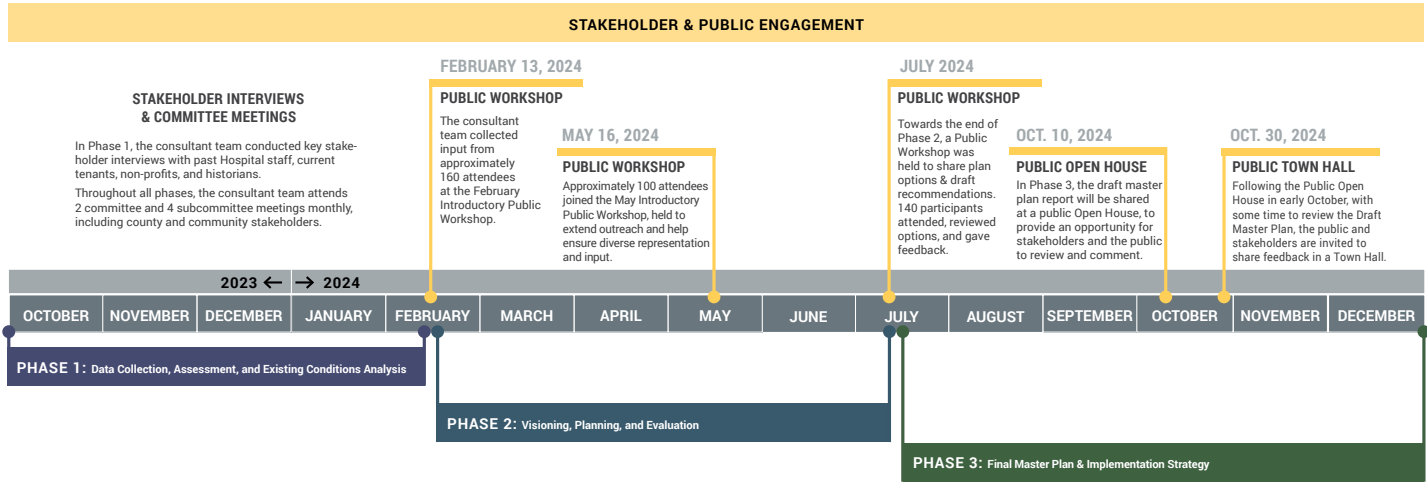 STAKEHOLDER & PUBLIC ENGAGEMENT
STAKEHOLDER INTERVIEWS
& COMMITTEE MEETINGS
In Phase 1, the consultant team conducted key stake-
holder interviews with past Hospital staff, current
tenants, non-profits, and historians.
Throughout all phases, the consultant team attends
2 committee and 4 subcommittee meetings monthly,
including county and community stakeholders.
FEBRUARY 13, 2024
PUBLIC WORKSHOP
The consultant
team collected
input from
approximately
160 attendees
at the February
Introductory Public
Workshop.
MAY 16, 2024
PUBLIC WORKSHOP
Approximately 100 attendees
joined the May Introductory
Public Workshop, held to
extend outreach and help
ensure diverse representation
and input.
JULY 2024
PUBLIC WORKSHOP
Towards the end of
Phase 2, a Public
Workshop was
held to share plan
options & draft
recommendations.
140 participants
attended, reviewed
options, and gave
feedback.
OCT. 10, 2024
PUBLIC OPEN HOUSE
In Phase 3, the draft master
plan report will be shared
at a public Open House, to
provide an opportunity for
stakeholders and the public
to review and comment.
OCT. 30, 2024
PUBLIC TOWN HALL
Following the Public Open
House in early October, with
some time to review the Draft
Master Plan, the public and
stakeholders are invited to
share feedback in a Town Hall.
2023 ← → 2024
OCTOBER NOVEMBER DECEMBER JANUARY FEBRUARY MARCH APRIL MAY JUNE JULY AUGUST SEPTEMBER OCTOBER NOVEMBER DECEMBER
PHASE 1: Data Collection, Assessment, and Existing Conditions Analysis
PHASE 2: Visioning, Planning, and Evaluation
PHASE 3: Final Master Plan & Implementation Strategy